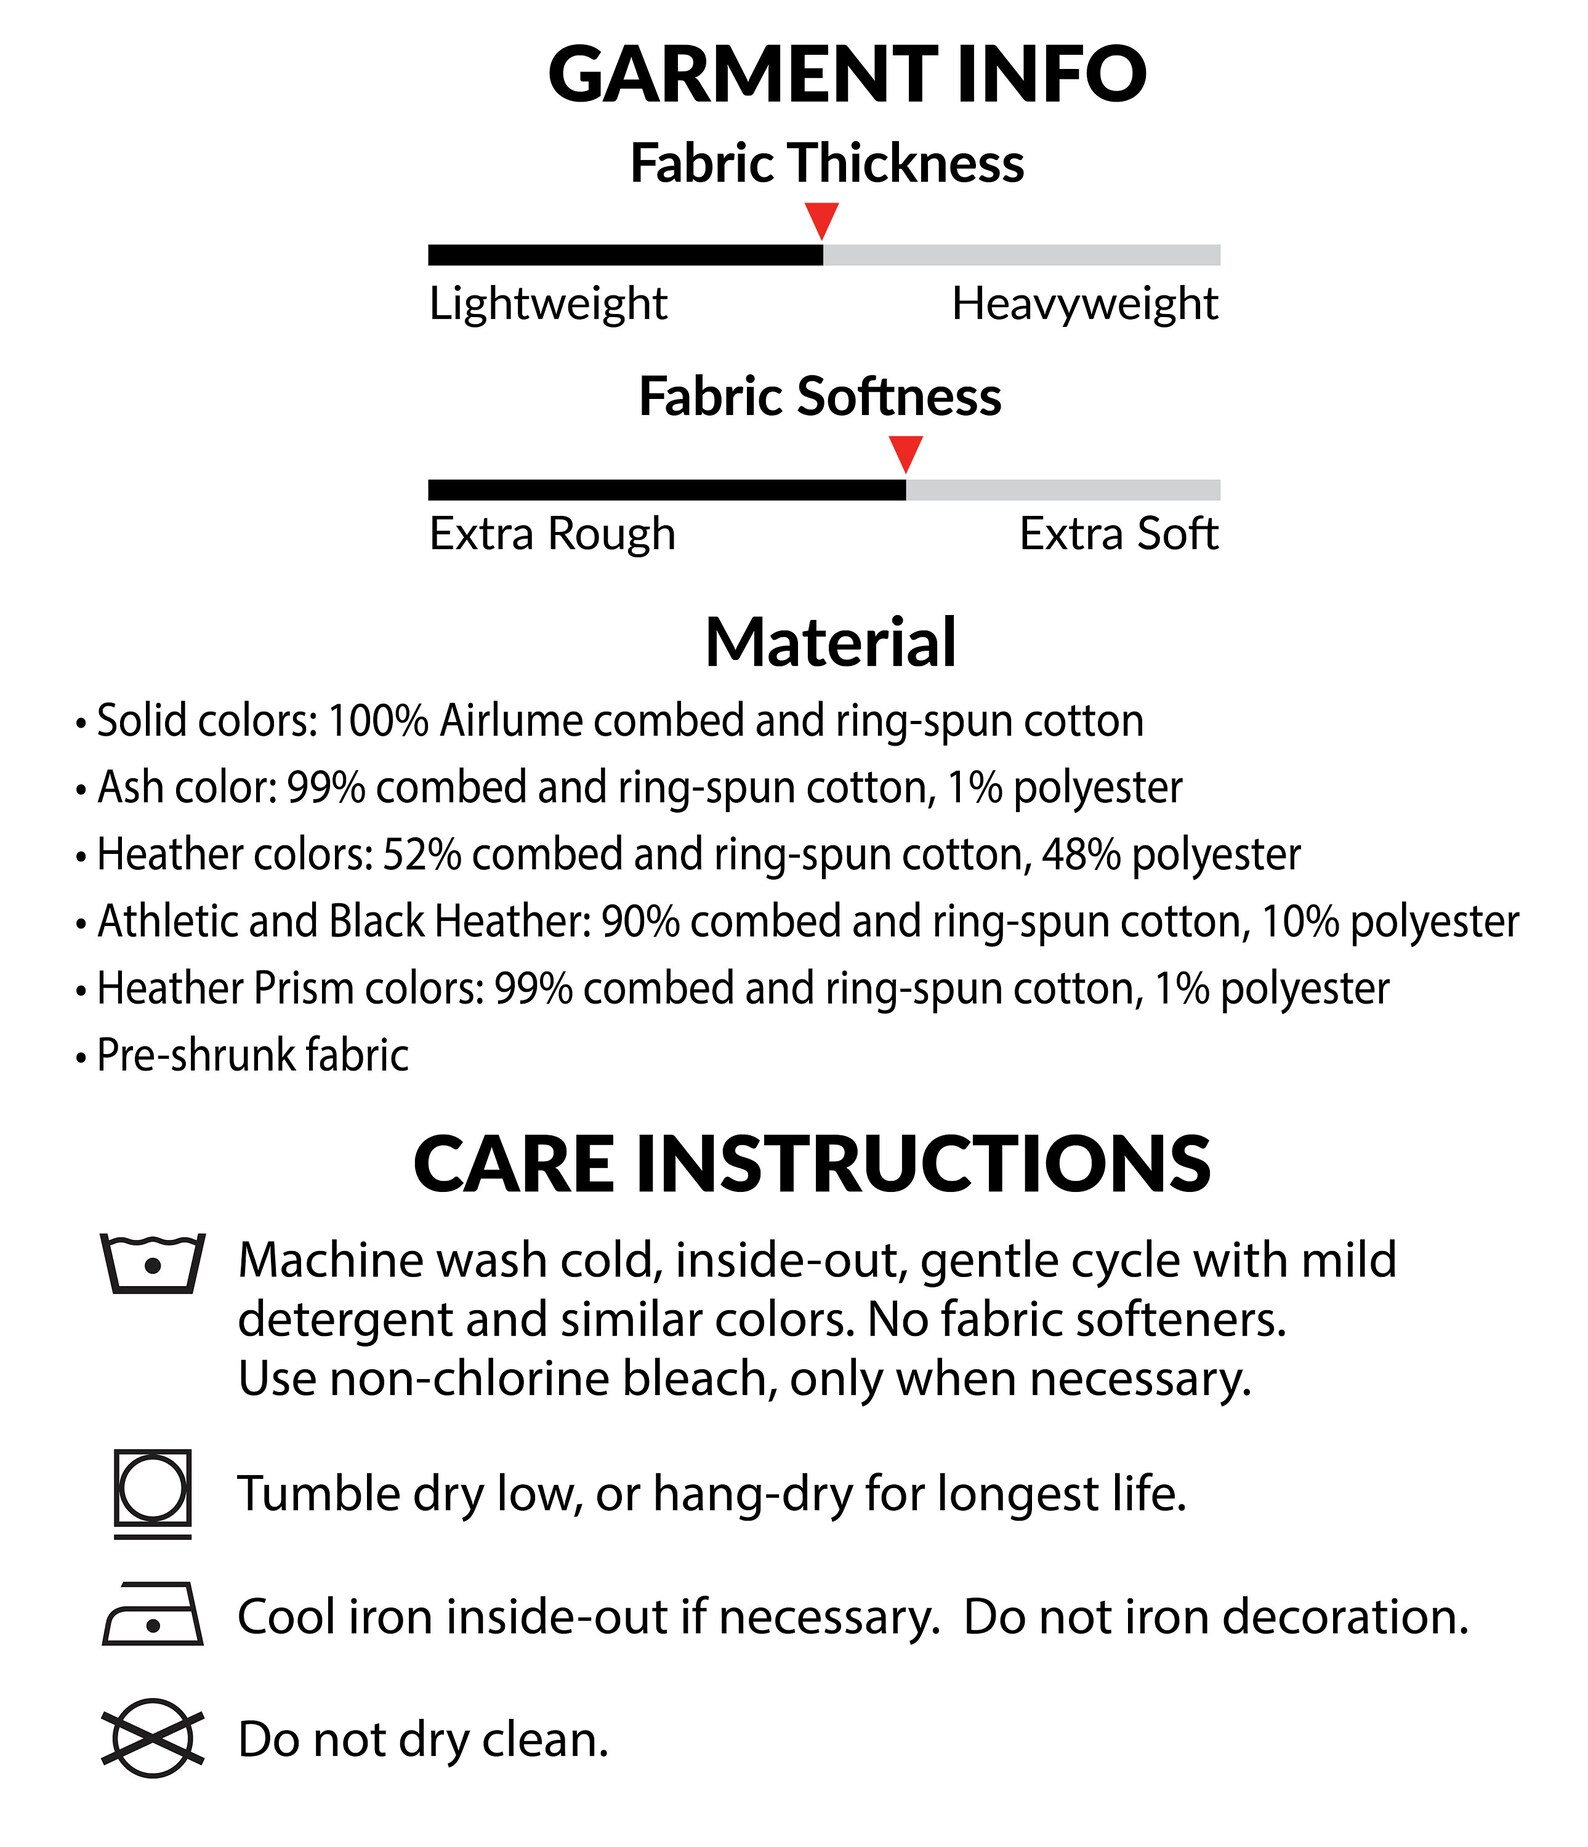 GARMENT INFO
Fabric Thickness
Lightweight Heavyweight
Fabric Softness
Extra Rough Extra Soft
Material
• Solid colors: 100% Airlume combed and ring-spun cotton
• Ash color: 99% combed and ring-spun cotton, 1% polyester
• Heather colors: 52% combed and ring-spun cotton, 48% polyester
• Athletic and Black Heather: 90% combed and ring-spun cotton, 10% polyester
• Heather Prism colors: 99% combed and ring-spun cotton, 1% polyester
• Pre-shrunk fabric
CARE INSTRUCTIONS
Machine wash cold, inside-out, gentle cycle with mild
detergent and similar colors. No fabric softeners.
Use non-chlorine bleach, only when necessary.
Tumble dry low, or hang-dry for longest life.
Cool iron inside-out if necessary. Do not iron decoration.
Do not dry clean.